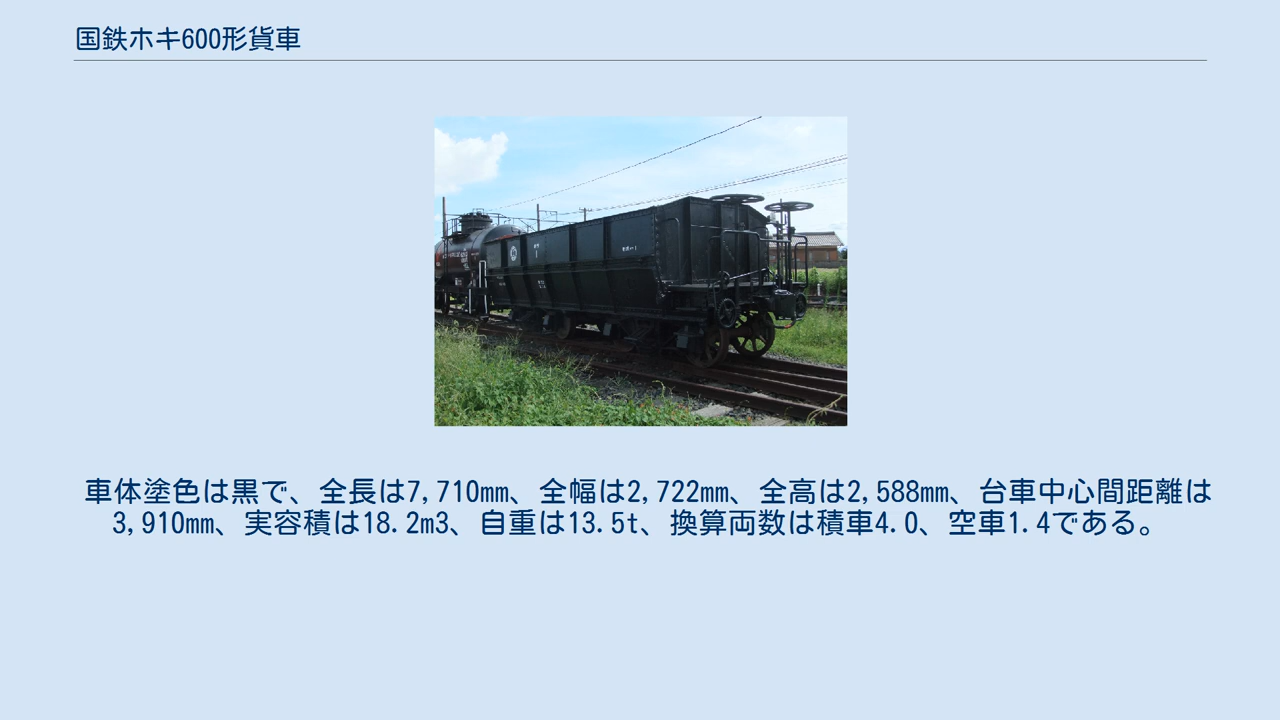 国鉄ホキ600形貨車
車体塗色は黒で、全長は7,710mm、全幅は2,722mm、全高は2,588mm、台車中心間距離は
3,910mm、実容積は18.2m3、自重は13.5t、換算両数は積車4.0、空車1.4である。